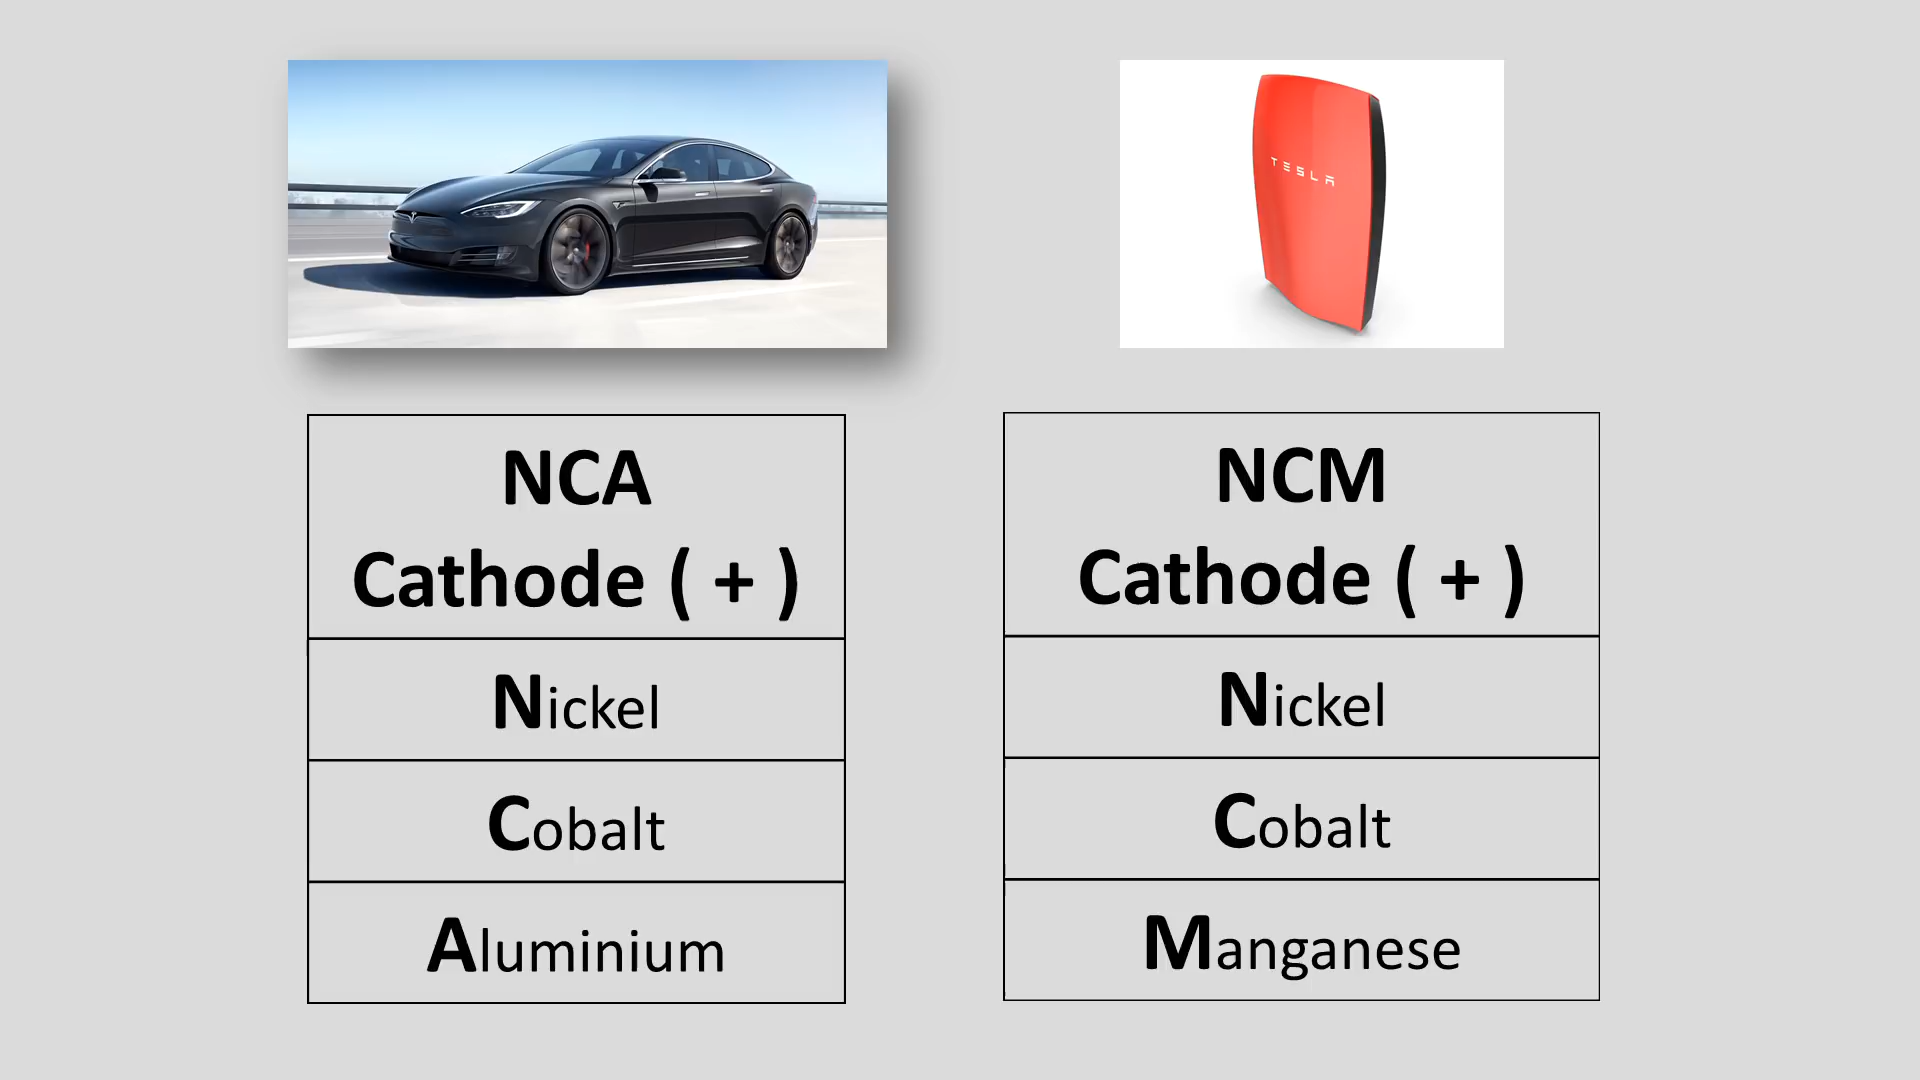 TESLA
NCA
Cathode ( + )
Nickel
Cobalt
Aluminium
NCM
Cathode ( + )
Nickel
Cobalt
Manganese